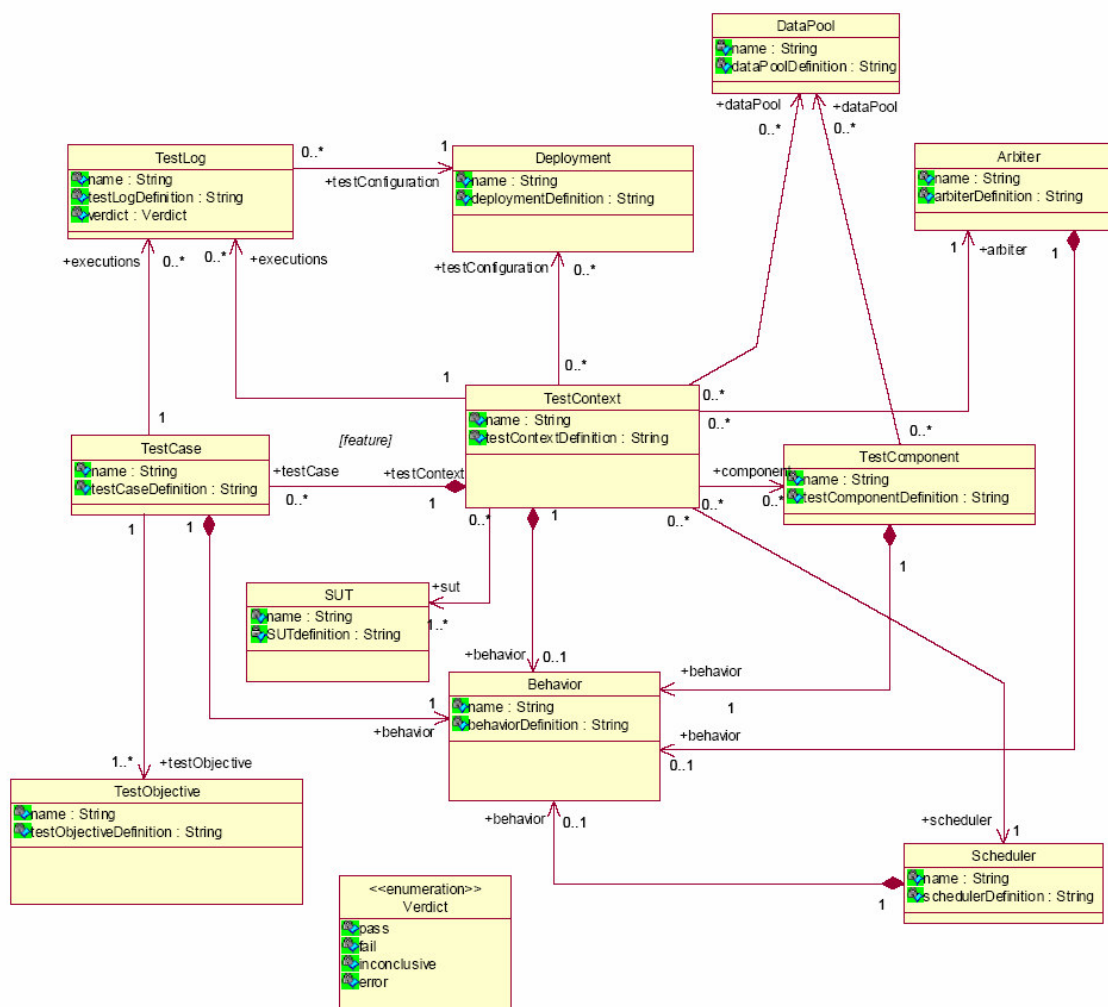 DataPool
name : String
dataPoolDefinition : String
+dataPool
0..*
+dataPool
0..*
TestLog
name : String
testLogDefinition : String
verdict : Verdict
0..*
1
+testConfiguration
Deployment
name : String
deploymentDefinition : String
Arbiter
name : String
arbiterDefinition : String
+executions
0..*
0..*
+executions
+testConfiguration
0..*
1
+arbiter
1
0..*
1
1
0..*
0..*
0..*
TestContext
name : String
testContextDefinition : String
TestCase
name : String
testCaseDefinition : String
[feature]
+testCase
0..*
+testContext
1
+components
0..*
0..*
TestComponent
name : String
testComponentDefinition : String
1
1
0..*
1
0..*
1
SUT
name : String
SUTdefinition : String
+sut
1..*
+behavior
0..1
Behavior
name : String
behaviorDefinition : String
+behavior
1
1
+behavior
+behavior
0..1
1..*
+testObjective
TestObjective
name : String
testObjectiveDefinition : String
+behavior
0..1
+scheduler
1
Scheduler
name : String
schedulerDefinition : String
1
<<enumeration>>
Verdict
pass
fail
inconclusive
error